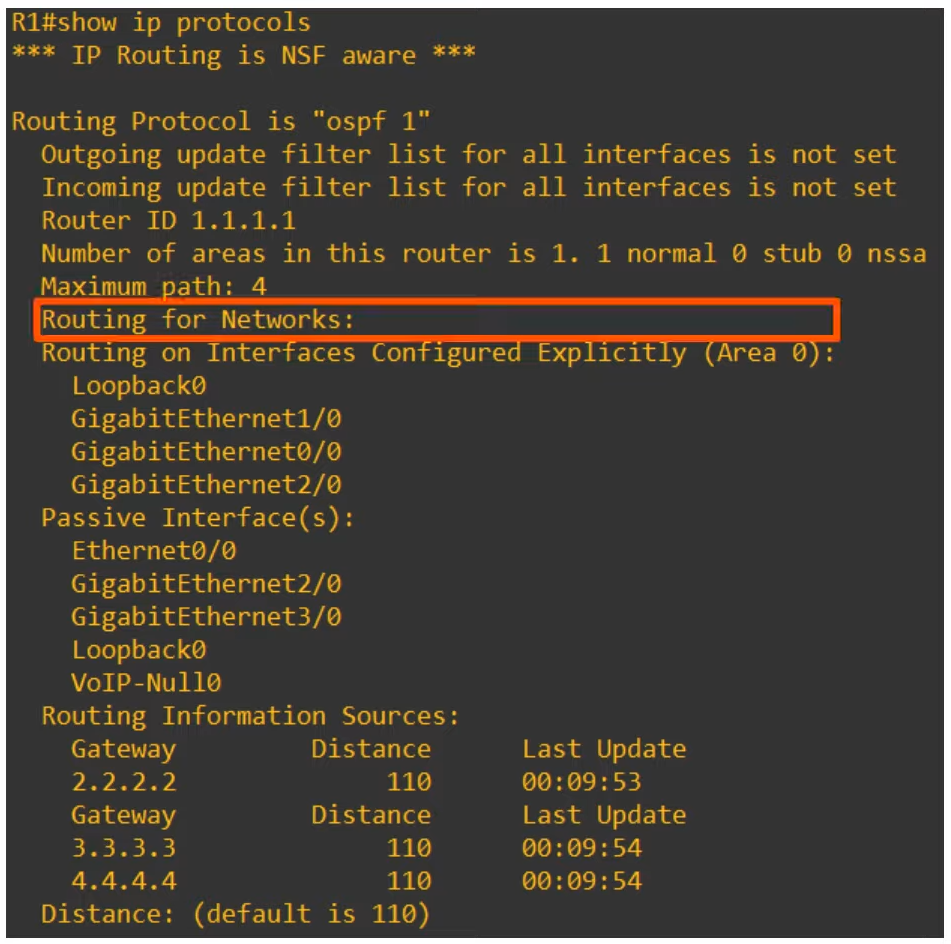 R1#show ip protocols
*** IP Routing is NSF aware ***
Routing Protocol is "ospf 1"
Outgoing update filter list for all interfaces is not set
Incoming update filter list for all interfaces is not set
Router ID 1.1.1.1
Number of areas in this router is 1. 1 normal 0 stub 0 nssa
Maximum path: 4
Routing for Networks:
Routing on Interfaces Configured Explicitly (Area 0):
Loopback0
GigabitEthernet1/0
GigabitEthernet0/0
GigabitEthernet2/0
Passive Interface(s):
Ethernet0/0
GigabitEthernet2/0
GigabitEthernet3/0
Loopback0
VoIP-Null0
Routing Information Sources:
Gateway Distance Last Update
2.2.2.2 110 00:09:53
Gateway Distance Last Update
3.3.3.3 110 00:09:54
4.4.4.4 110 00:09:54
Distance: (default is 110)